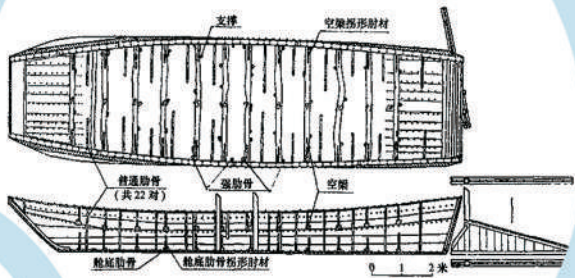 支撑
空架拐形肘材
普通肋骨
(共22对)
强肋骨
空架
舱底肋骨
舱底肋骨拐形肘材
0 1 2米